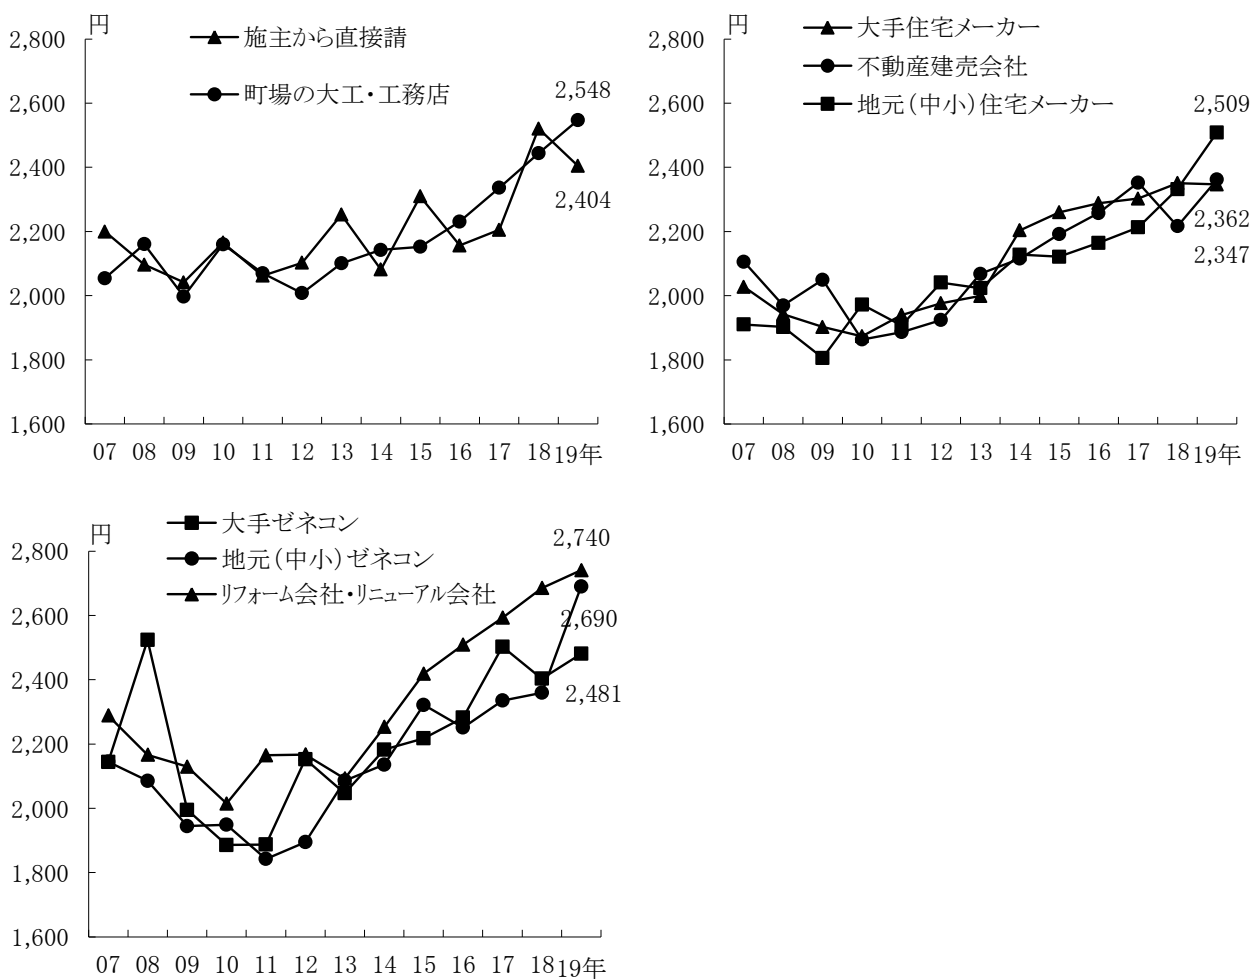 円
2,800
2,600
2,400
2,200
2,000
1,800
1,600
施主から直接請
町場の大工・工務店
2,548
2,404
07 08 09 10 11 12 13 14 15 16 17 18 19年
円
2,800
2,600
2,400
2,200
2,000
1,800
1,600
大手住宅メーカー
不動産建売会社
地元(中小)住宅メーカー
2,509
2,362
2,347
07 08 09 10 11 12 13 14 15 16 17 18 19年
円
2,800
2,600
2,400
2,200
2,000
1,800
1,600
大手ゼネコン
地元(中小)ゼネコン
ﾘﾌｫｰﾑ会社・ﾘﾆｭｰｱﾙ会社
2,740
2,690
2,481
07 08 09 10 11 12 13 14 15 16 17 18 19年